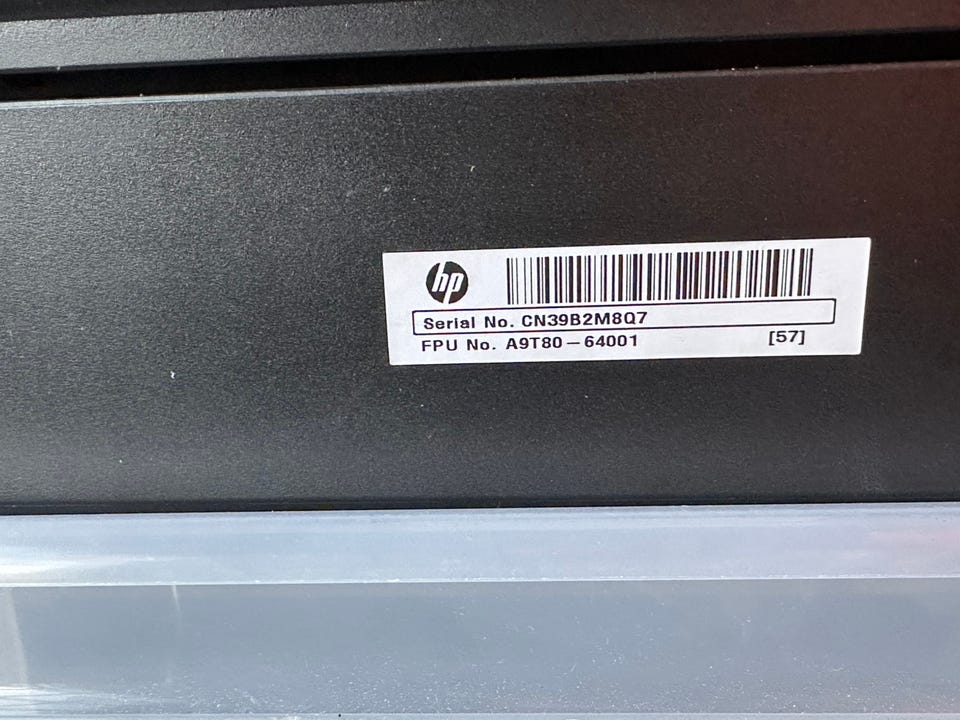 hp
Serial No. CN39B2M8Q7
FPU No. A9T80-64001 [57]